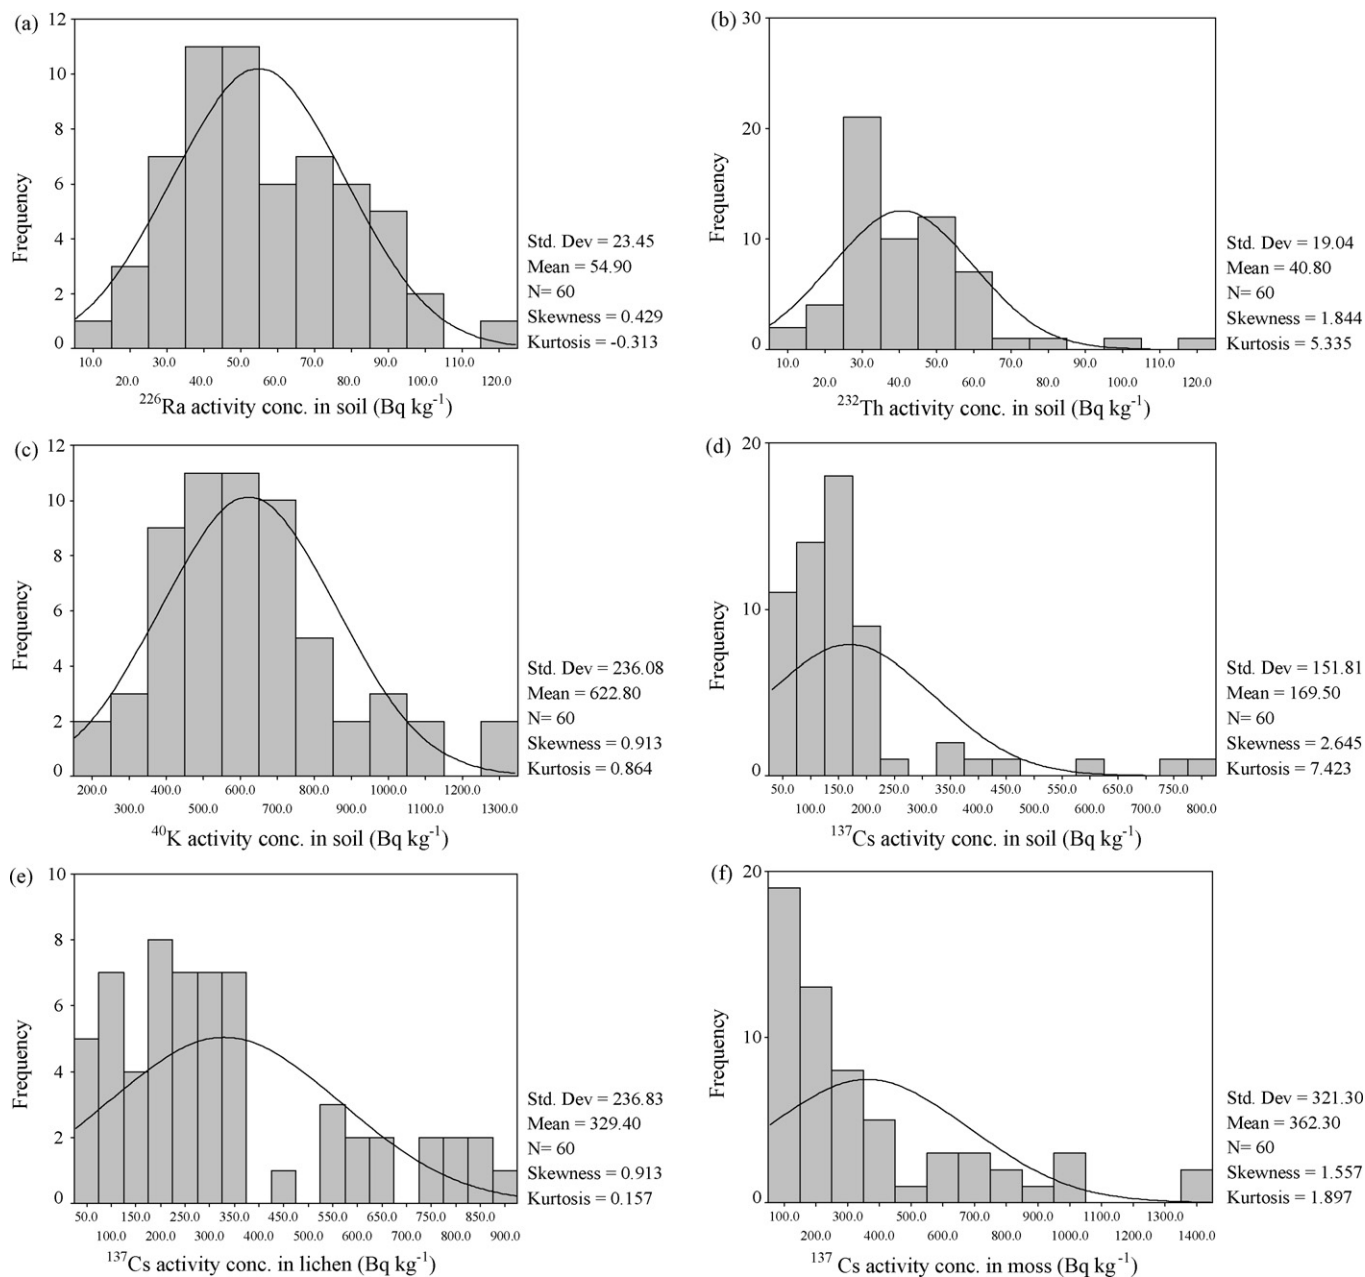 (a)
12
10
8
6
4
2
0
Frequency
10.0 30.0 50.0 70.0 90.0 110.0
20.0 40.0 60.0 80.0 100.0 120.0
226Ra activity conc. in soil (Bq kg-1)
Std. Dev = 23.45
Mean = 54.90
N= 60
Skewness = 0.429
Kurtosis = -0.313
(b)
30
20
10
0
Frequency
10.0 30.0 50.0 70.0 90.0 110.0
20.0 40.0 60.0 80.0 100.0 120.0
232Th activity conc. in soil (Bq kg-1)
Std. Dev = 19.04
Mean = 40.80
N= 60
Skewness = 1.844
Kurtosis = 5.335
(c)
12
10
8
6
4
2
0
Frequency
200.0 400.0 600.0 800.0 1000.0 1200.0
300.0 500.0 700.0 900.0 1100.0 1300.0
40K activity conc. in soil (Bq kg-1)
Std. Dev = 236.08
Mean = 622.80
N= 60
Skewness = 0.913
Kurtosis = 0.864
(d)
20
10
0
Frequency
50.0 150.0 250.0 350.0 450.0 550.0 650.0 750.0
100.0 200.0 300.0 400.0 500.0 600.0 700.0 800.0
137Cs activity conc. in soil (Bq kg-1)
Std. Dev = 151.81
Mean = 169.50
N= 60
Skewness = 2.645
Kurtosis = 7.423
(e)
10
8
6
4
2
0
Frequency
50.0 150.0 250.0 350.0 450.0 550.0 650.0 750.0 850.0
100.0 200.0 300.0 400.0 500.0 600.0 700.0 800.0 900.0
137Cs activity conc. in lichen (Bq kg-1)
Std. Dev = 236.83
Mean = 329.40
N= 60
Skewness = 0.913
Kurtosis = 0.157
(f)
20
10
0
Frequency
100.0 300.0 500.0 700.0 900.0 1100.0 1300.0
200.0 400.0 600.0 800.0 1000.0 1200.0 1400.0
137 Cs activity conc. in moss (Bq kg-1)
Std. Dev = 321.30
Mean = 362.30
N= 60
Skewness = 1.557
Kurtosis = 1.897